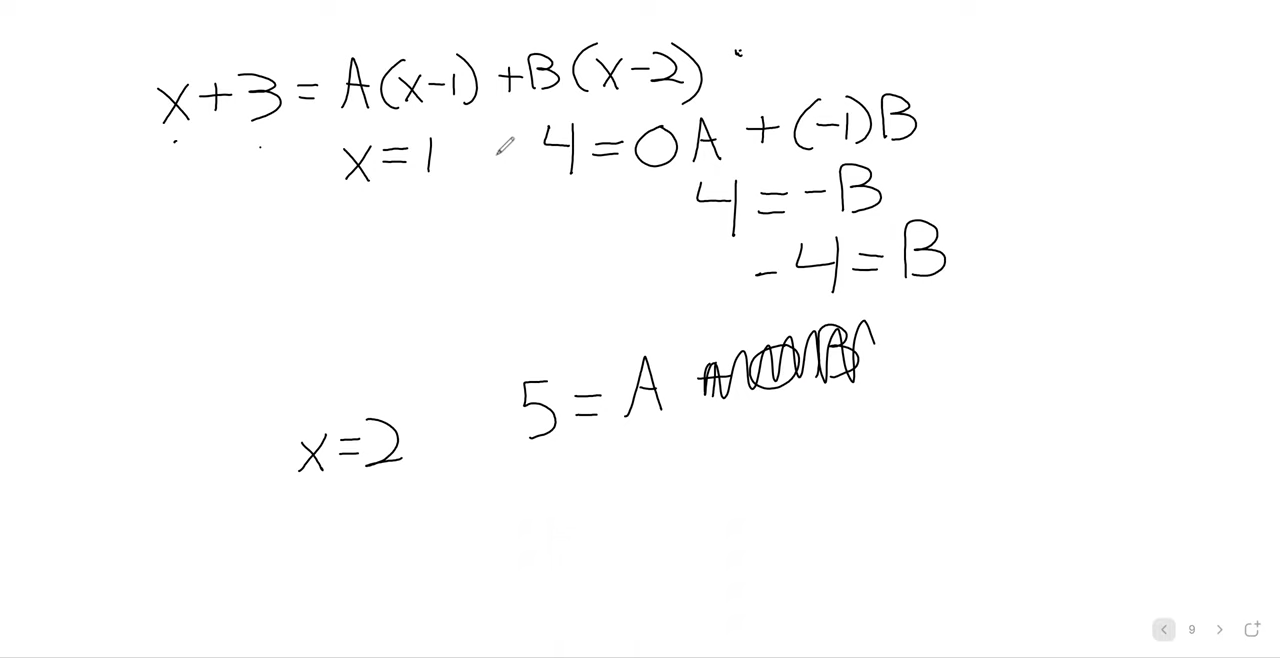 x+3 = A(x-1) +B(x-2)
x=1 4=0A + (-1)B
4=-B
-4=B
5=A
x=2
9